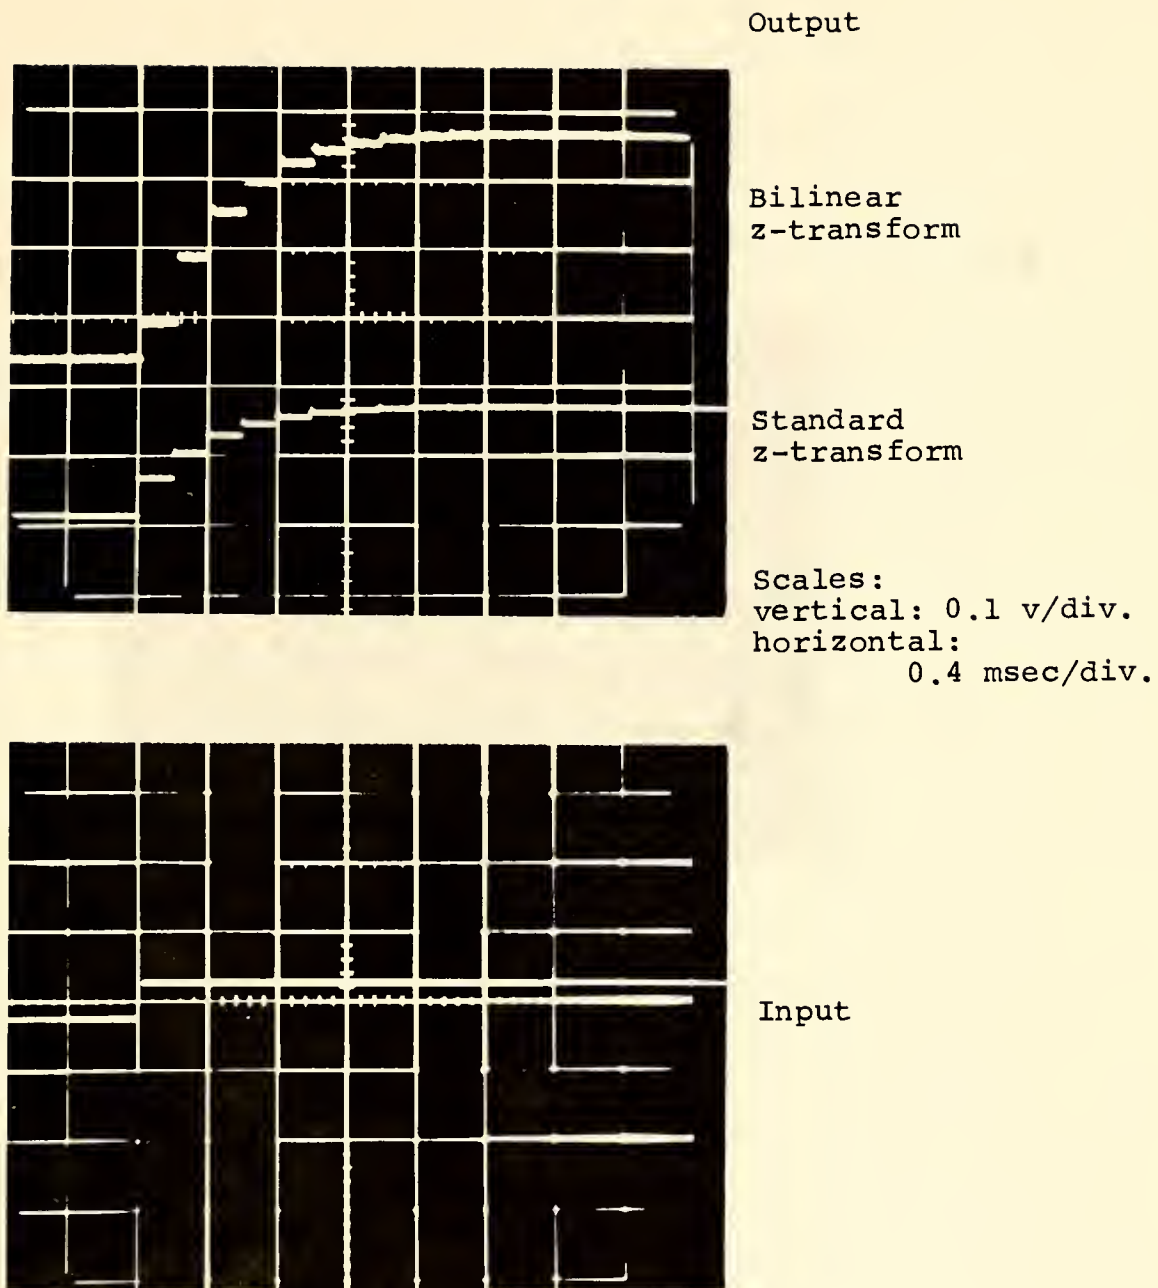 Output
Bilinear
z-transform
Standard
z-transform
Scales:
vertical: 0.1 v/div.
horizontal:
0.4 msec/div.
Input